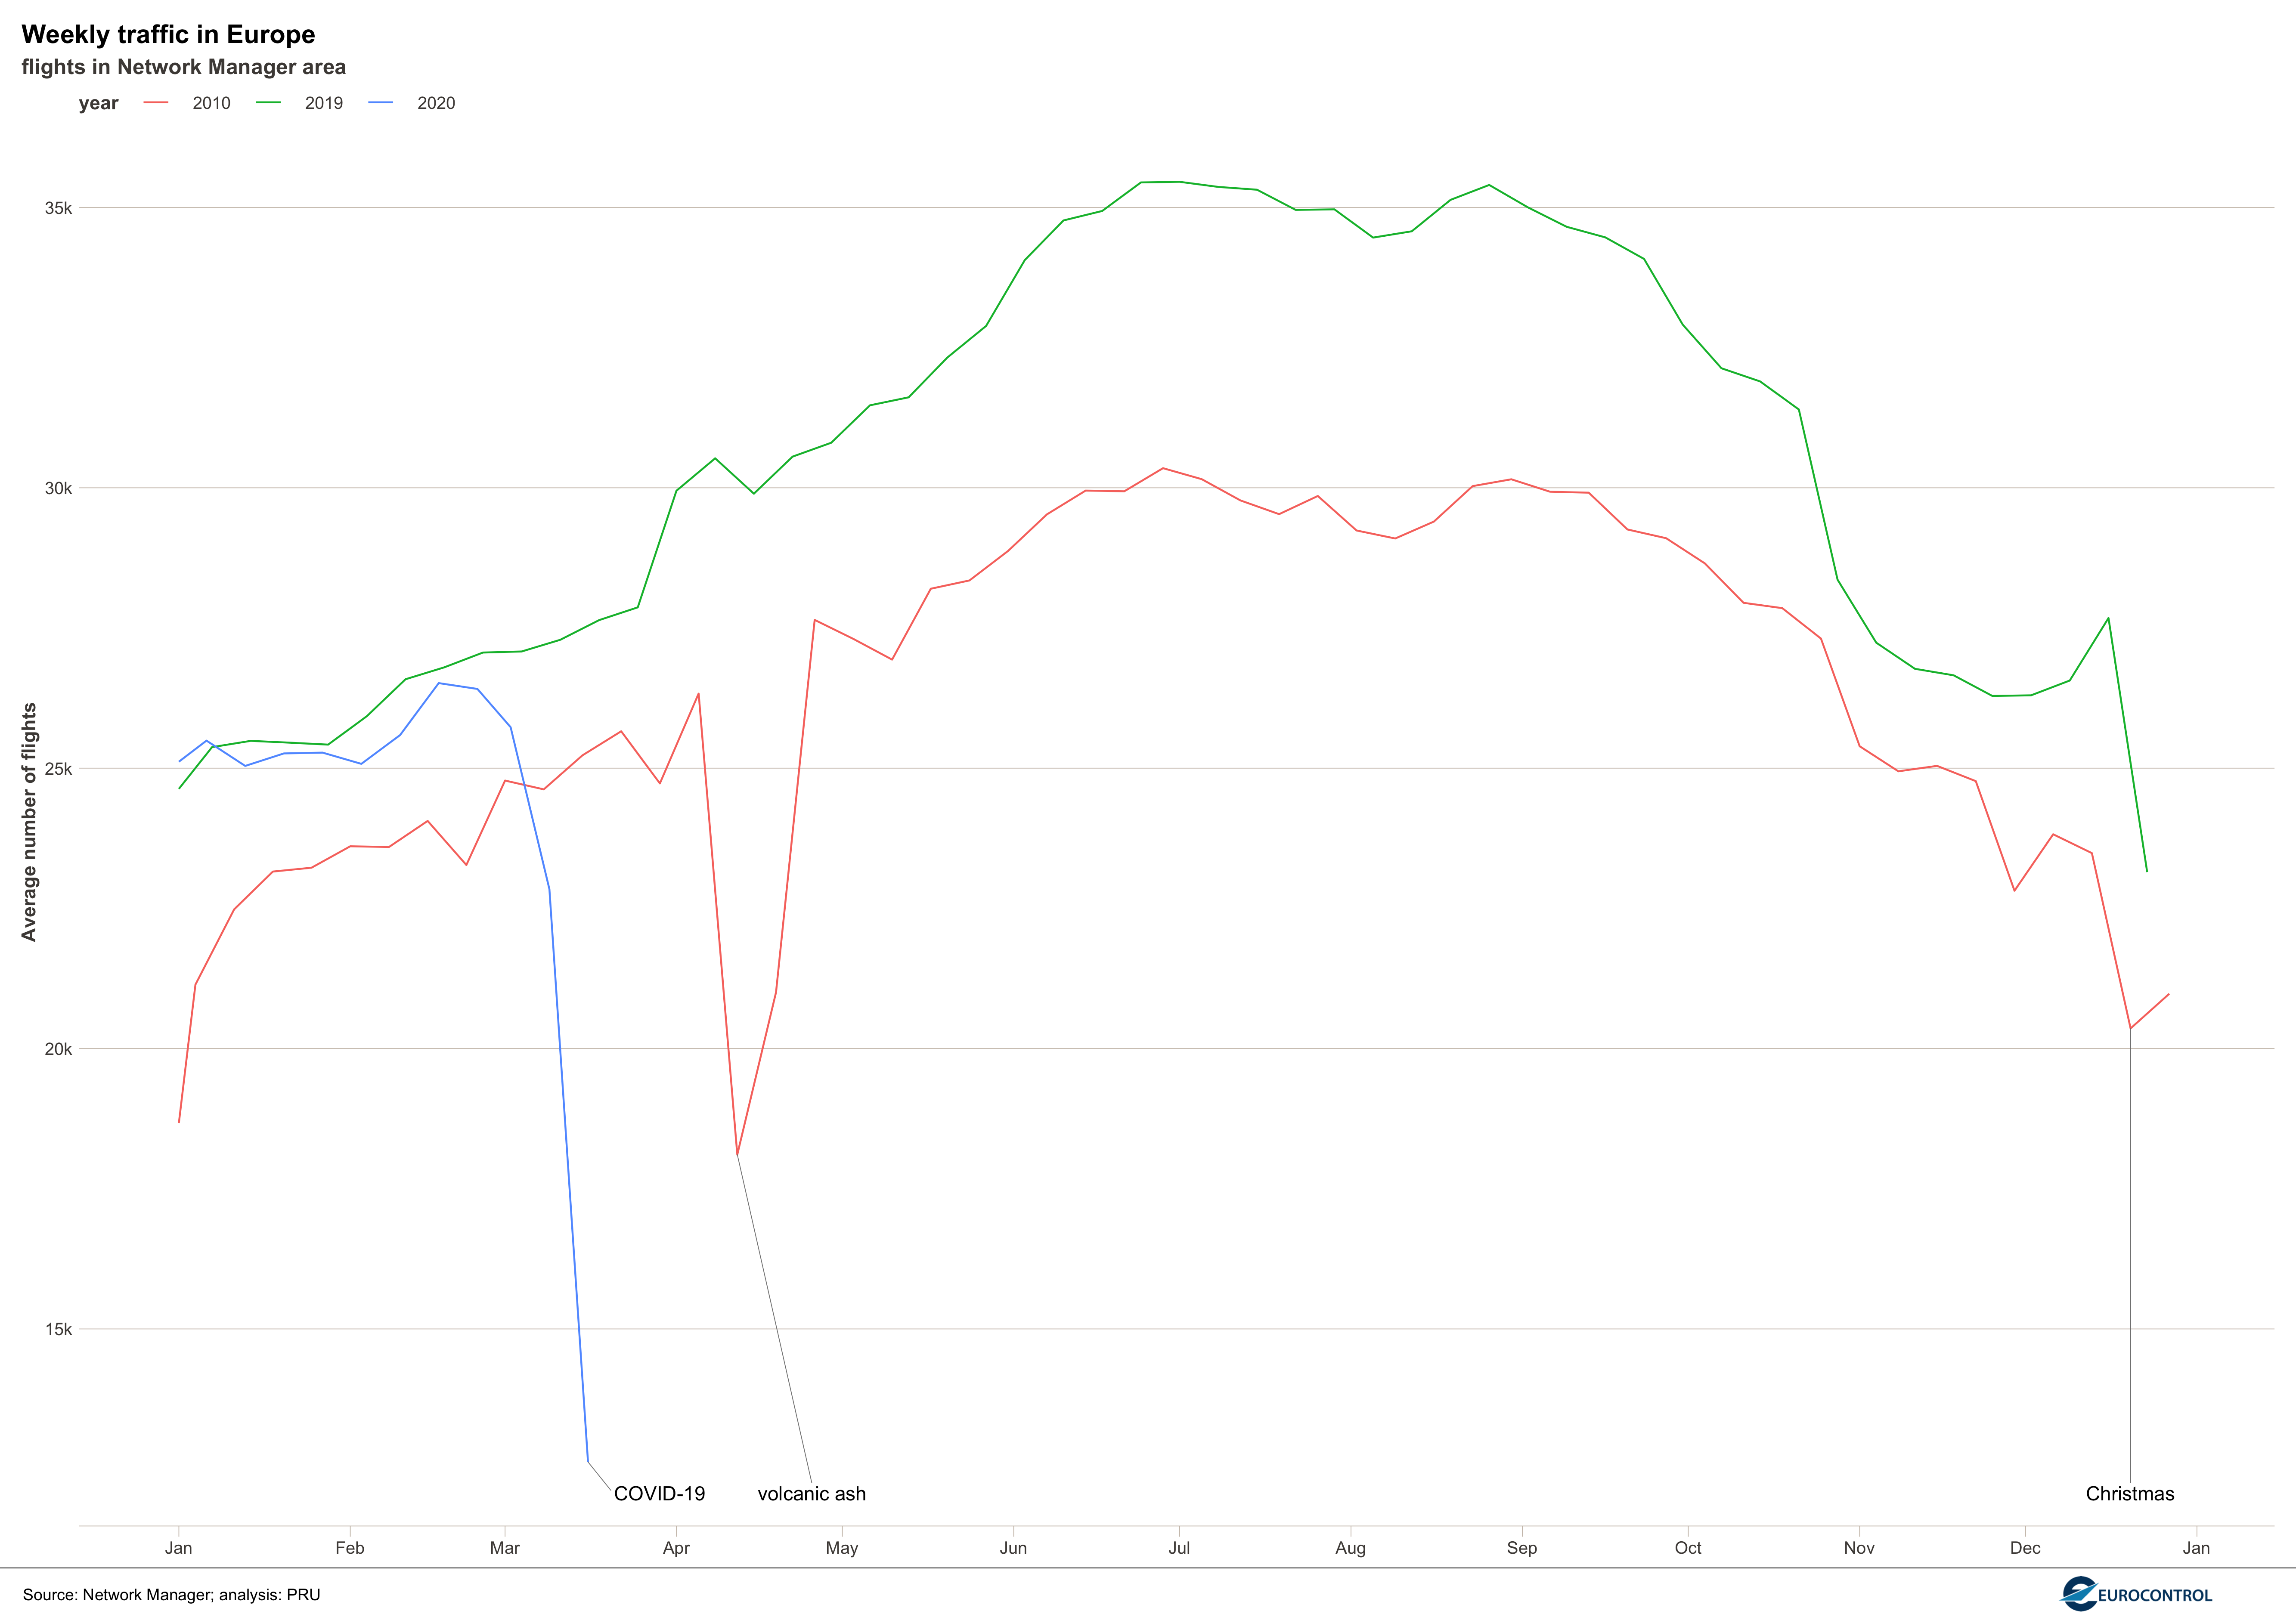 Weekly traffic in Europe
flights in Network Manager area
year 2010 2019 2020
35k
30k
25k
20k
15k
Average number of flights
COVID-19 volcanic ash Christmas
Jan Feb Mar Apr May Jun Jul Aug Sep Oct Nov Dec Jan
Source: Network Manager; analysis: PRU
EUROCONTROL